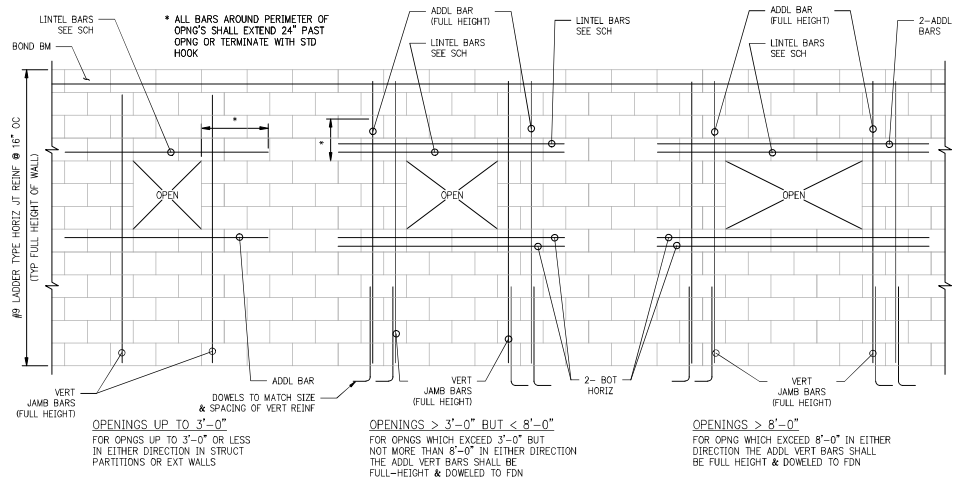 LINTEL BARS
SEE SCH
* ALL BARS AROUND PERIMETER OF
OPNG'S SHALL EXTEND 24" PAST
OPNG OR TERMINATE WITH STD
HOOK
BOND BM
ADDL BAR
(FULL HEIGHT)
LINTEL BARS
SEE SCH
LINTEL BARS
SEE SCH
ADDL BAR
(FULL HEIGHT)
LINTEL BARS
SEE SCH
2-ADDL
BARS
#9 LADDER TYPE HORIZ JT REINF @ 16" OC
(TYP FULL HEIGHT OF WALL)
*
*
OPEN
OPEN
OPEN
VERT
JAMB BARS
(FULL HEIGHT)
ADDL BAR
DOWELS TO MATCH SIZE
& SPACING OF VERT REINF
VERT
JAMB BARS
(FULL HEIGHT)
2- BOT
HORIZ
VERT
JAMB BARS
(FULL HEIGHT)
OPENINGS UP TO 3'-0"
FOR OPNGS UP TO 3'-0" OR LESS
IN EITHER DIRECTION IN STRUCT
PARTITIONS OR EXT WALLS
OPENINGS > 3'-0" BUT < 8'-0"
FOR OPNGS WHICH EXCEED 3'-0" BUT
NOT MORE THAN 8'-0" IN EITHER DIRECTION
THE ADDL VERT BARS SHALL BE
FULL-HEIGHT & DOWELED TO FDN
OPENINGS > 8'-0"
FOR OPNG WHICH EXCEED 8'-0" IN EITHER
DIRECTION THE ADDL VERT BARS SHALL
BE FULL HEIGHT & DOWELED TO FDN